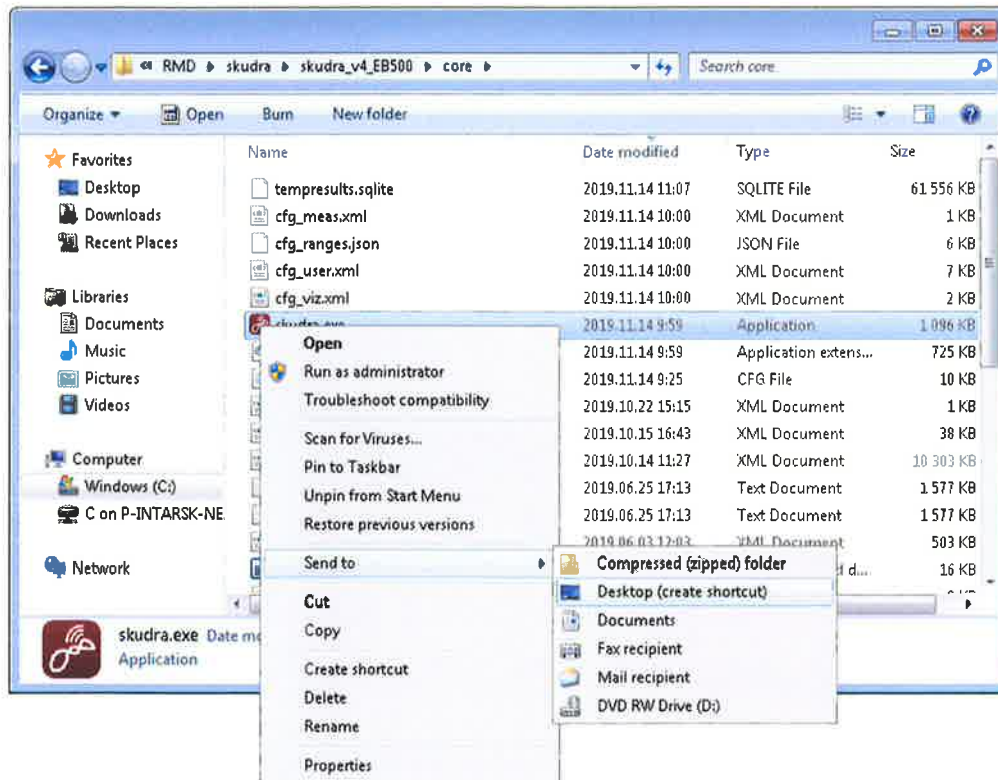 « RMD ▸ skudra ▸ skudra_v4_EB500 ▸ core ▸ Search core
Organize Open Burn New folder
Name Date modified Type Size
Favorites
Desktop
Downloads
Recent Places
Libraries
Documents
Music
Pictures
Videos
Computer
Windows (C:)
C on P-INTARSK-NE
Network
tempresults.sqlite 2019.11.14 11:07 SQLITE File 61 556 KB
cfg_meas.xml 2019.11.14 10:00 XML Document 1 KB
cfg_ranges.json 2019.11.14 10:00 JSON File 6 KB
cfg_user.xml 2019.11.14 10:00 XML Document 7 KB
cfg_viz.xml 2019.11.14 10:00 XML Document 2 KB
skudra.exe 2019.11.14 9:59 Application 1 096 KB
2019.11.14 9:59 Application extens... 725 KB
2019.11.14 9:25 CFG File 10 KB
2019.10.22 15:15 XML Document 1 KB
2019.10.15 16:43 XML Document 38 KB
2019.10.14 11:27 XML Document 10 303 KB
2019.06.25 17:13 Text Document 1 577 KB
2019.06.25 17:13 Text Document 1 577 KB
2019.06.03 12:03 XML Document 503 KB
d... 16 KB
Open
Run as administrator
Troubleshoot compatibility
Scan for Viruses...
Pin to Taskbar
Unpin from Start Menu
Restore previous versions
Send to
Cut
Copy
Create shortcut
Delete
Rename
Properties
Compressed (zipped) folder
Desktop (create shortcut)
Documents
Fax recipient
Mail recipient
DVD RW Drive (D:)
skudra.exe Date mo
Application